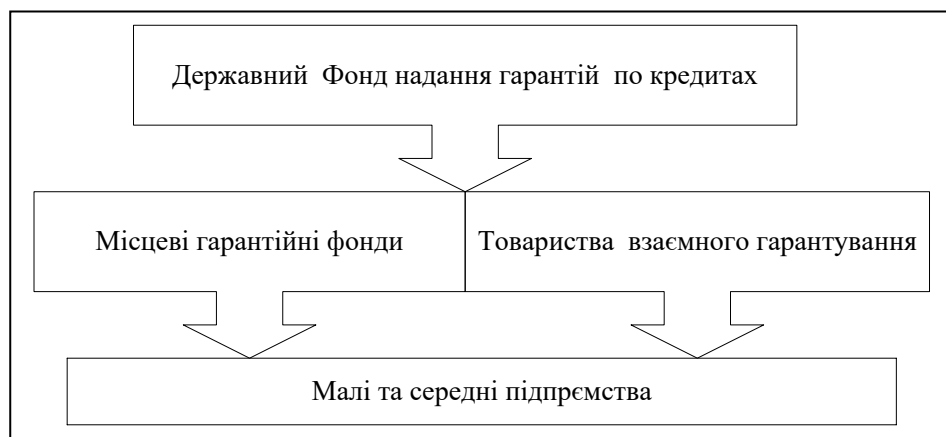 Державний Фонд надання гарантій по кредитах
Місцеві гарантійні фонди
Товариства взаємного гарантування
Малі та середні підпрємства